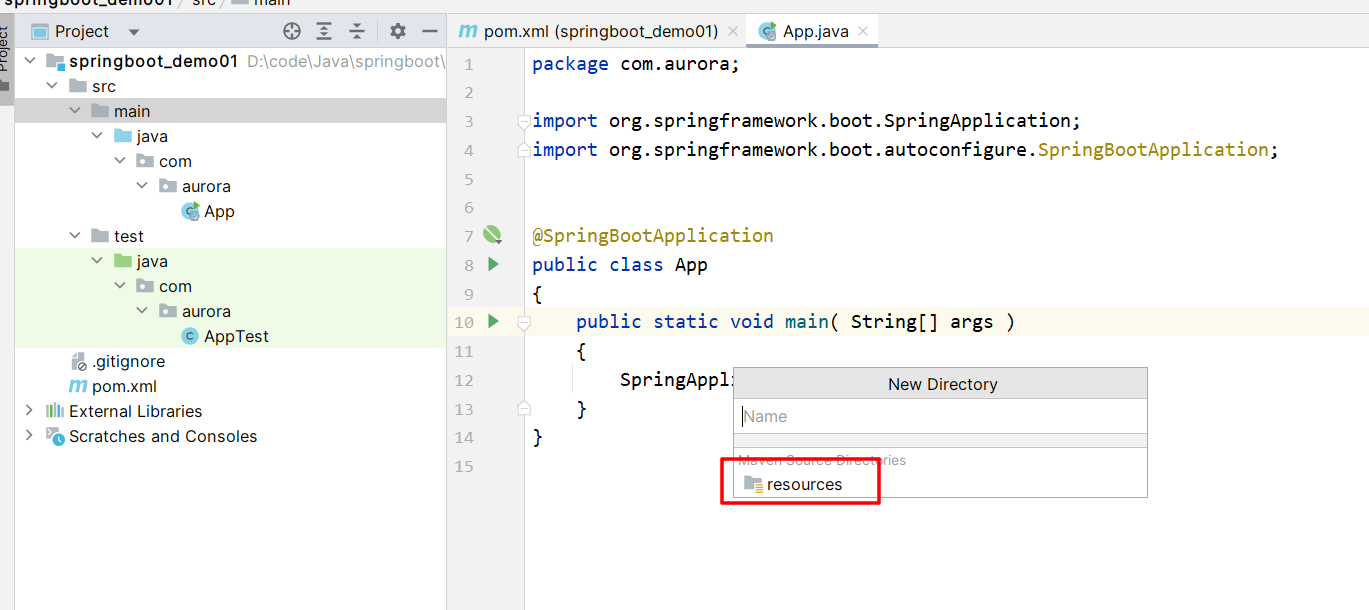 springboot_demo01 / src / main
Project
Project
springboot_demo01 D:\code\Java\springboot\
src
main
java
com
aurora
App
test
java
com
aurora
AppTest
.gitignore
pom.xml
External Libraries
Scratches and Consoles
pom.xml (springboot_demo01)
App.java
1 package com.aurora;
2
3 import org.springframework.boot.SpringApplication;
4 import org.springframework.boot.autoconfigure.SpringBootApplication;
5
6
7 @SpringBootApplication
8 public class App
9 {
10 public static void main( String[] args )
11 {
12 SpringAppli
13 }
14 }
15
New Directory
Name
Maven Source Directories
resources